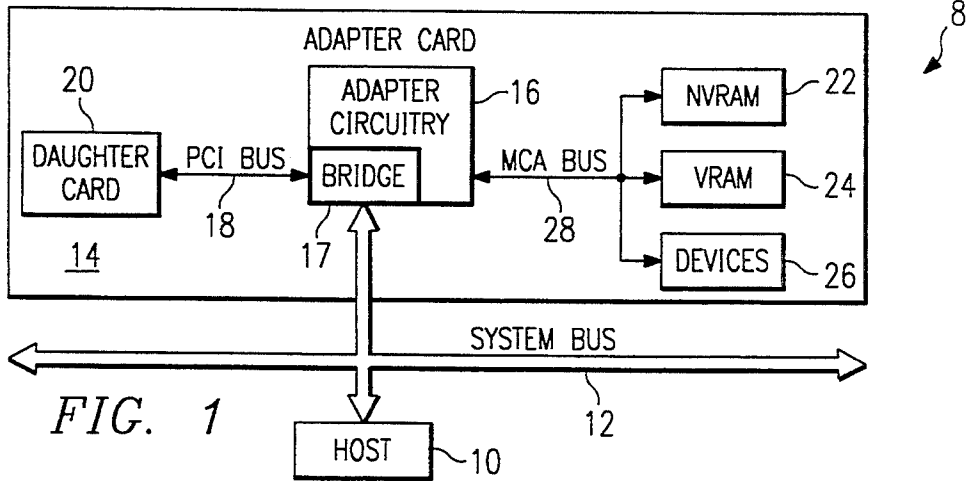 8
ADAPTER CARD
20
ADAPTER
CIRCUITRY
16
NVRAM
22
DAUGHTER
CARD
PCI BUS
18
BRIDGE
17
MCA BUS
28
VRAM
24
14
DEVICES
26
SYSTEM BUS
12
FIG. 1
HOST
10